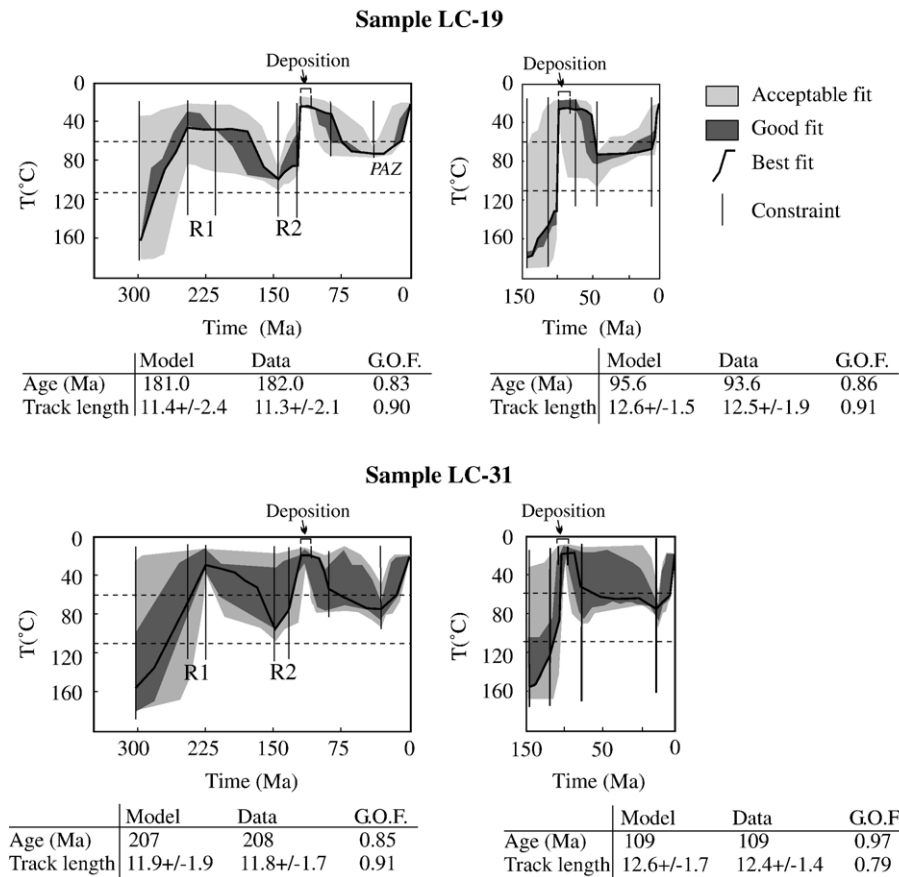 Sample LC-19
Deposition
Deposition
0
40
80
120
160
T(°C)
R1
R2
PAZ
300
225
150
75
0
Time (Ma)
0
40
80
120
160
T(°C)
150
50
0
Time (Ma)
Acceptable fit
Good fit
Best fit
Constraint
Model Data G.O.F.
Age (Ma) 181.0 182.0 0.83
Track length 11.4+/-2.4 11.3+/-2.1 0.90
Model Data G.O.F.
Age (Ma) 95.6 93.6 0.86
Track length 12.6+/-1.5 12.5+/-1.9 0.91
Sample LC-31
Deposition
Deposition
0
40
80
120
160
T(°C)
R1
R2
300
225
150
75
0
Time (Ma)
0
40
80
120
160
T(°C)
150
50
0
Time (Ma)
Model Data G.O.F.
Age (Ma) 207 208 0.85
Track length 11.9+/-1.9 11.8+/-1.7 0.91
Model Data G.O.F.
Age (Ma) 109 109 0.97
Track length 12.6+/-1.7 12.4+/-1.4 0.79